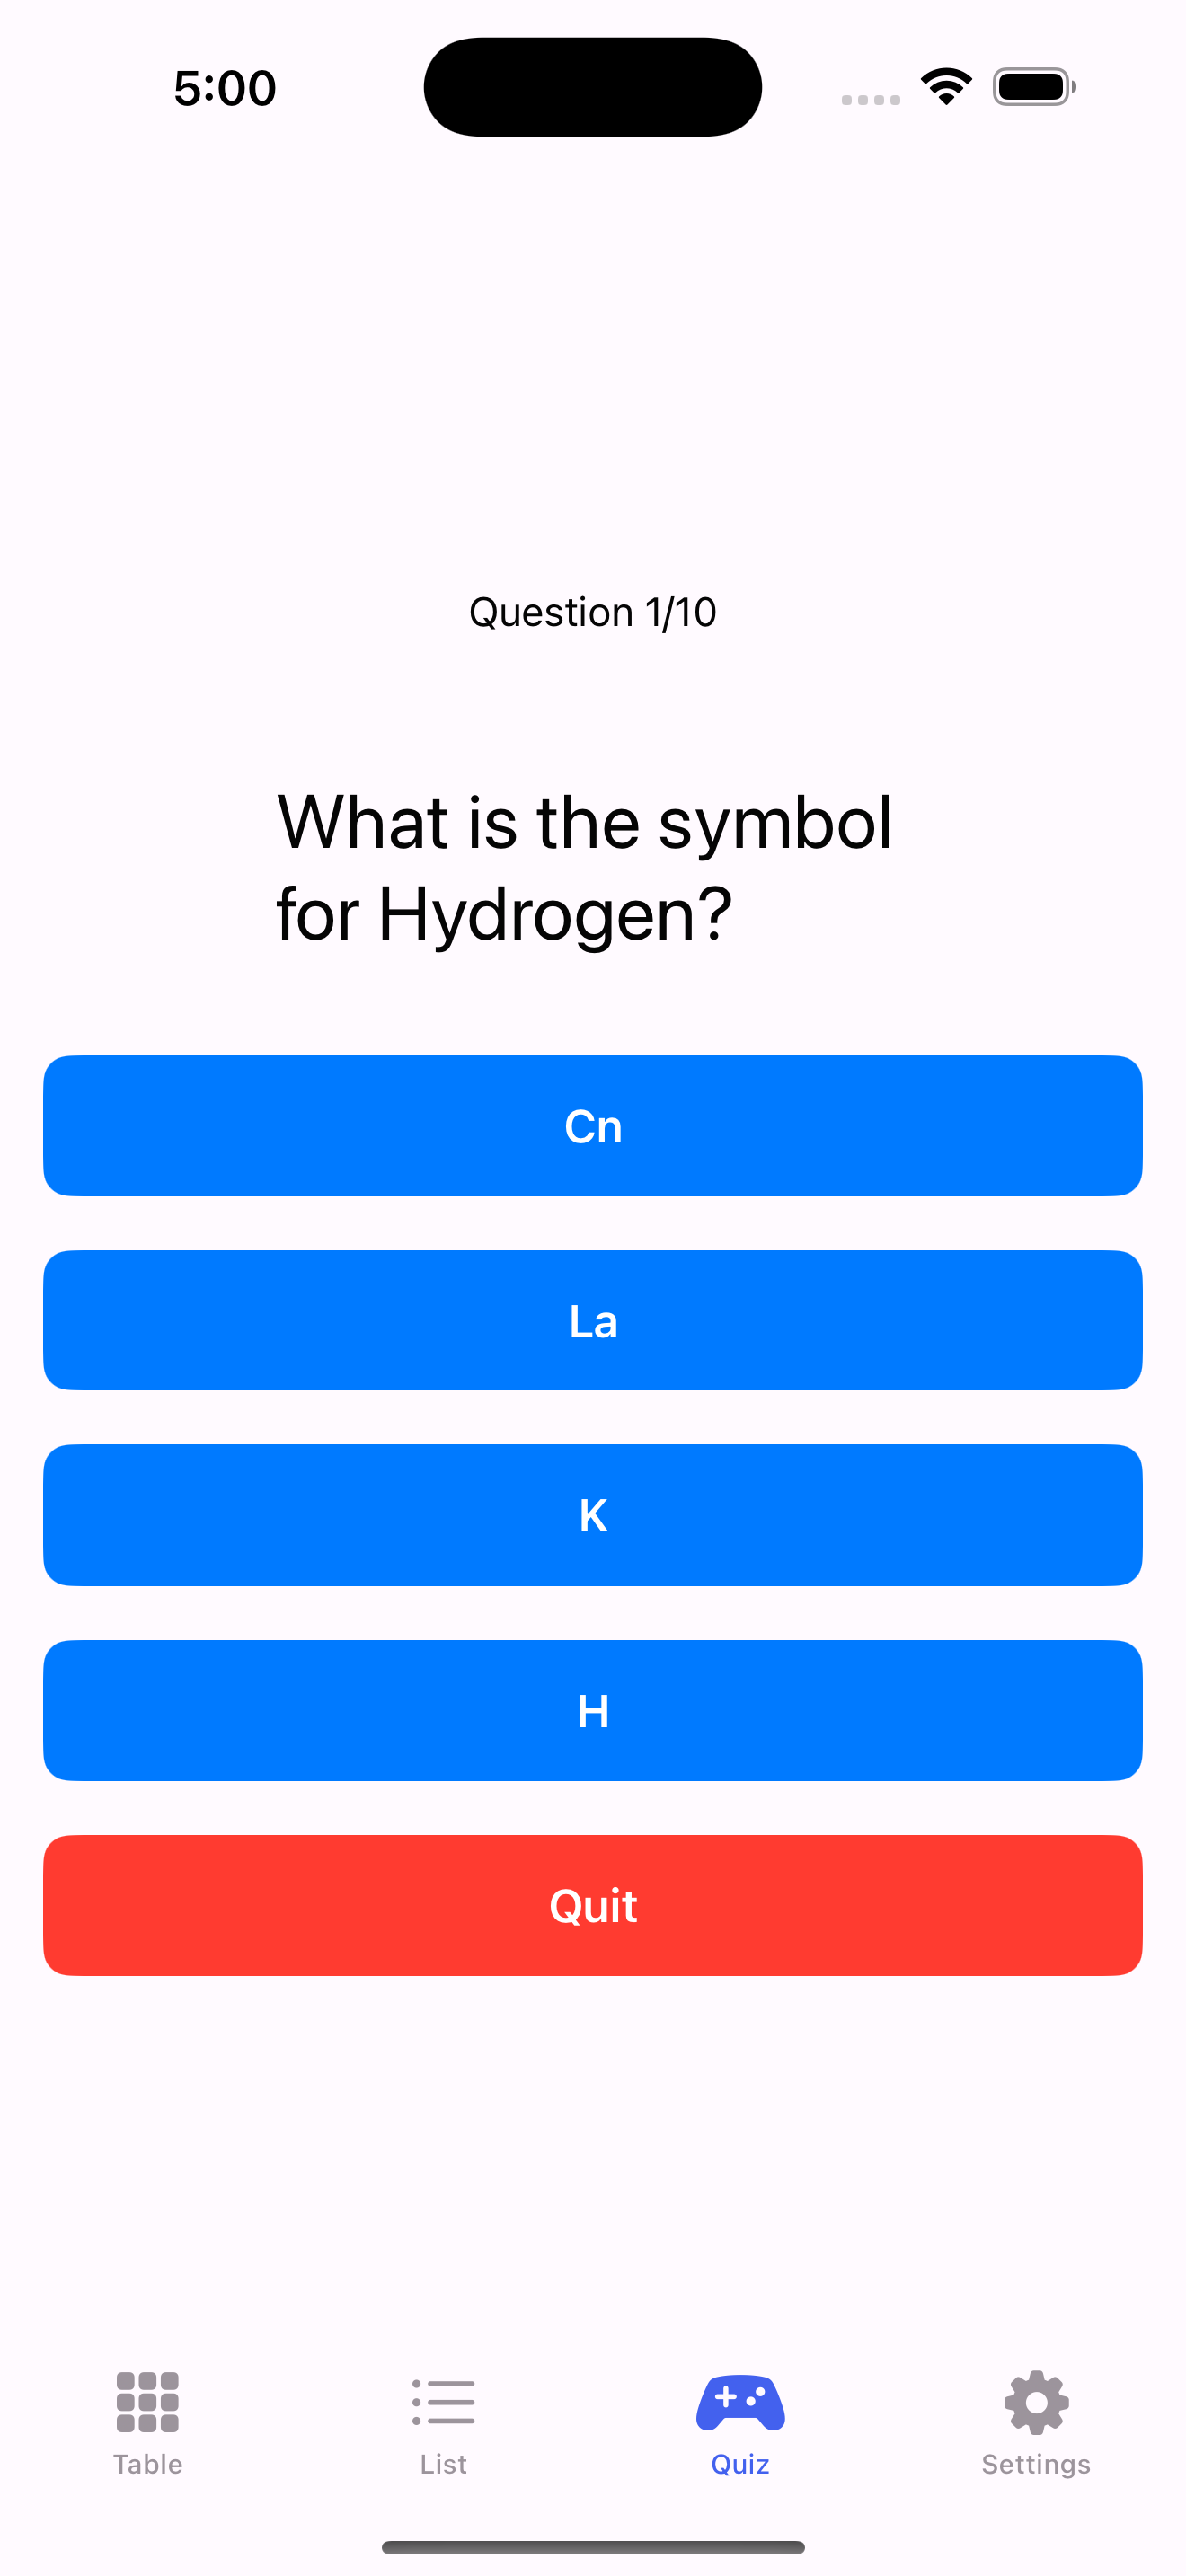 5:00
Question 1/10
What is the symbol
for Hydrogen?
Cn
La
K
H
Quit
Table
List
Quiz
Settings